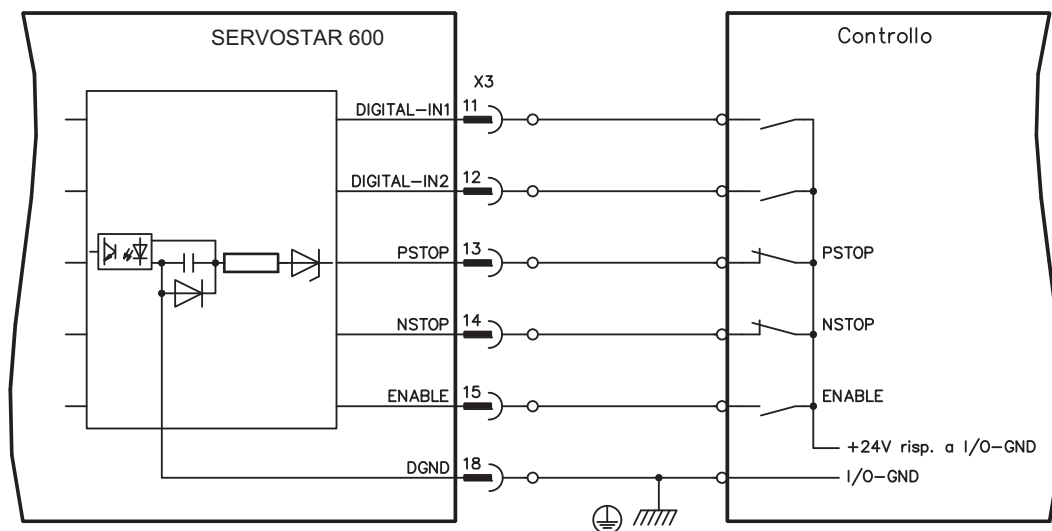 SERVOSTAR 600
Controllo
X3
DIGITAL-IN1 11
DIGITAL-IN2 12
PSTOP 13 PSTOP
NSTOP 14 NSTOP
ENABLE 15 ENABLE
+24V risp. a I/O-GND
DGND 18 I/O-GND